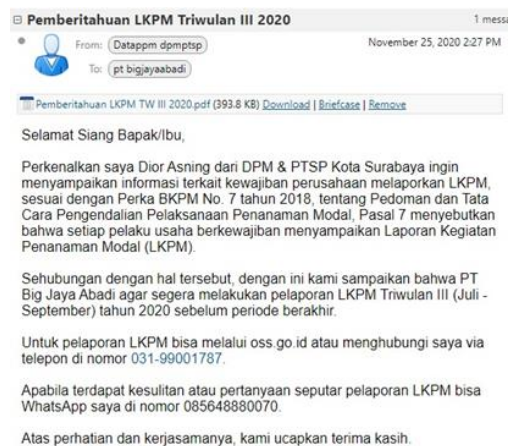 Pemberitahuan LKPM Triwulan III 2020
1 messa
From: Datappm dpmptsp
November 25, 2020 2:27 PM
To: pt bigjayaabadi
Pemberitahuan LKPM TW III 2020.pdf (393.8 KB) Download | Briefcase | Remove
Selamat Siang Bapak/Ibu,
Perkenalkan saya Dior Asning dari DPM & PTSP Kota Surabaya ingin
menyampaikan informasi terkait kewajiban perusahaan melaporkan LKPM,
sesuai dengan Perka BKPM No. 7 tahun 2018, tentang Pedoman dan Tata
Cara Pengendalian Pelaksanaan Penanaman Modal, Pasal 7 menyebutkan
bahwa setiap pelaku usaha berkewajiban menyampaikan Laporan Kegiatan
Penanaman Modal (LKPM).
Sehubungan dengan hal tersebut, dengan ini kami sampaikan bahwa PT
Big Jaya Abadi agar segera melakukan pelaporan LKPM Triwulan III (Juli -
September) tahun 2020 sebelum periode berakhir.
Untuk pelaporan LKPM bisa melalui oss.go.id atau menghubungi saya via
telepon di nomor 031-99001787.
Apabila terdapat kesulitan atau pertanyaan seputar pelaporan LKPM bisa
WhatsApp saya di nomor 085648880070.
Atas perhatian dan kerjasamanya, kami ucapkan terima kasih.